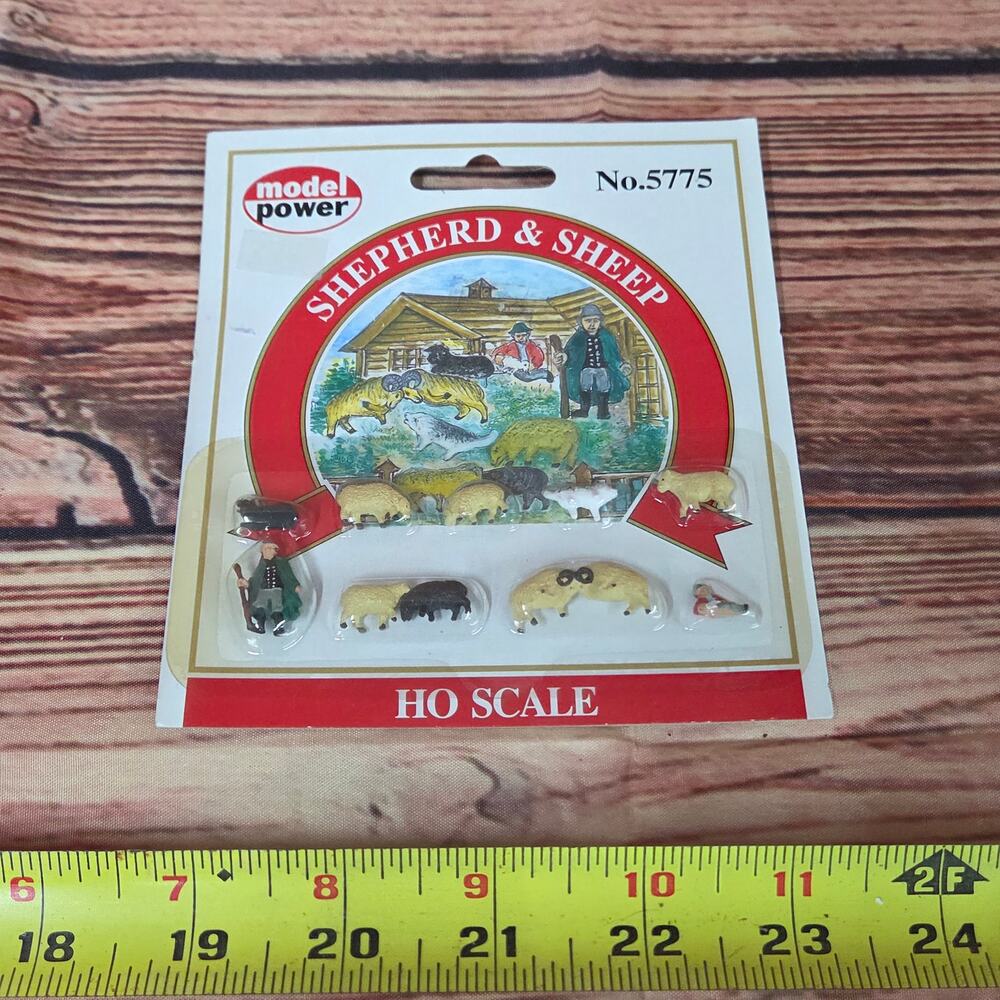 model
power
No.5775
SHEPHERD & SHEEP
HO SCALE
6 7 8 9 10 11 2F
18 19 20 21 22 23 24